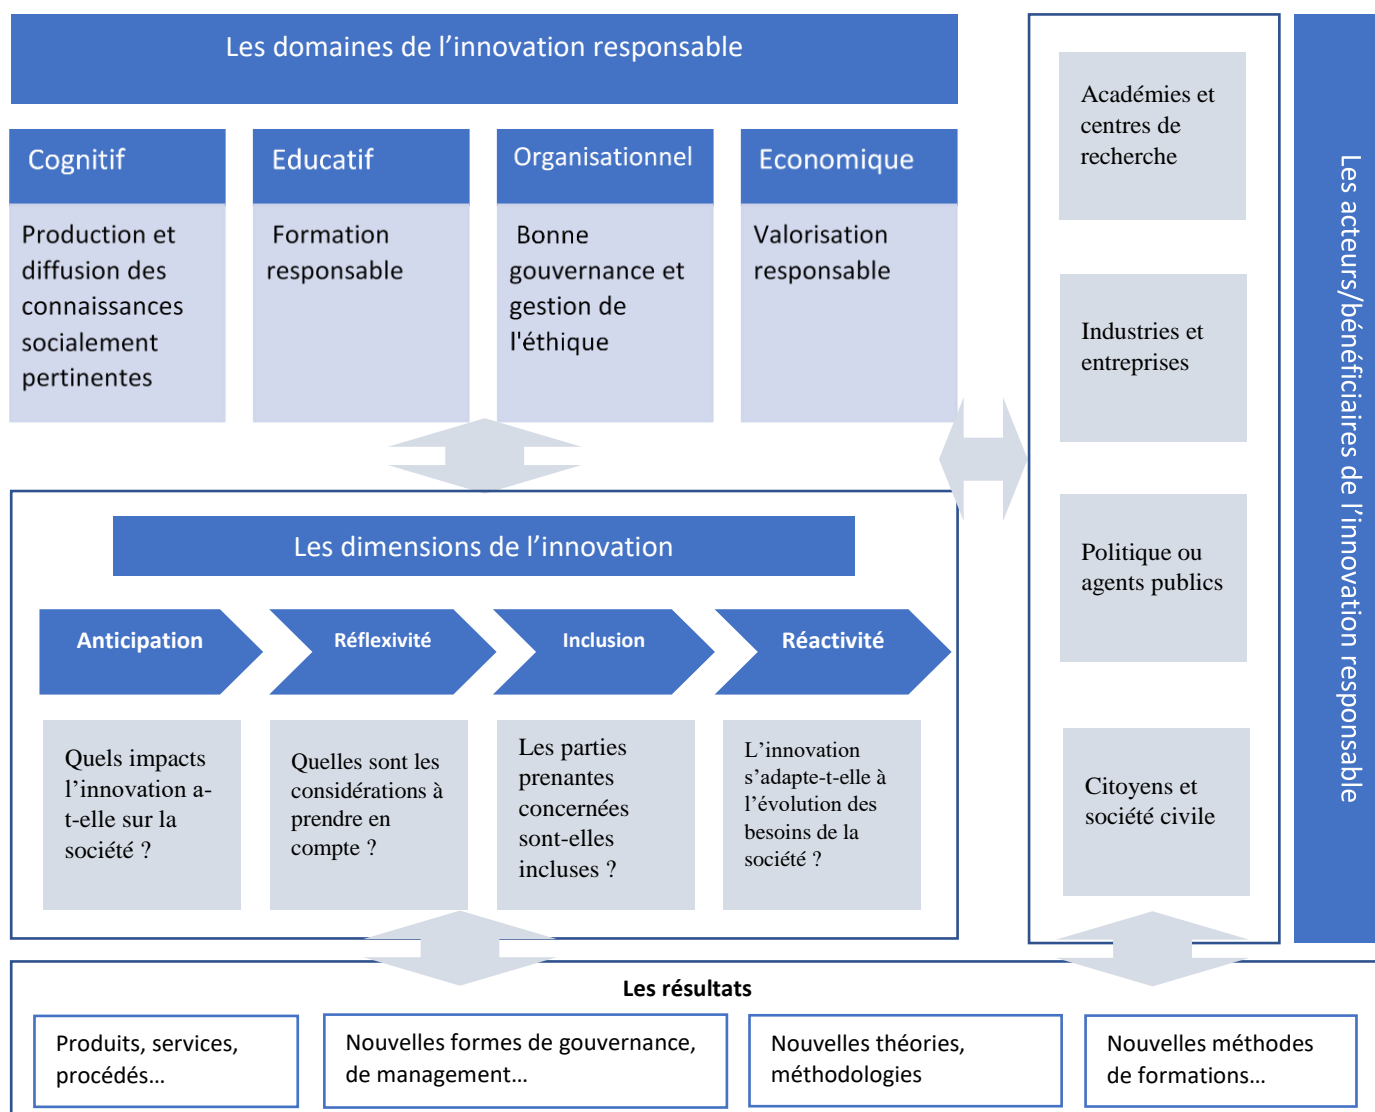 Les domaines de l’innovation responsable
Cognitif
Production et
diffusion des
connaissances
socialement
pertinentes
Educatif
Formation
responsable
Organisationnel
Bonne
gouvernance et
gestion de
l'éthique
Economique
Valorisation
responsable
Les dimensions de l’innovation
Anticipation
Réflexivité
Inclusion
Réactivité
Quels impacts
l’innovation a-
t-elle sur la
société ?
Quelles sont les
considérations à
prendre en
compte ?
Les parties
prenantes
concernées
sont-elles
incluses ?
L’innovation
s’adapte-t-elle à
l’évolution des
besoins de la
société ?
Académies et
centres de
recherche
Industries et
entreprises
Politique ou
agents publics
Citoyens et
société civile
Les acteurs/bénéficiaires de l’innovation responsable
Les résultats
Produits, services,
procédés…
Nouvelles formes de gouvernance,
de management…
Nouvelles théories,
méthodologies
Nouvelles méthodes
de formations…